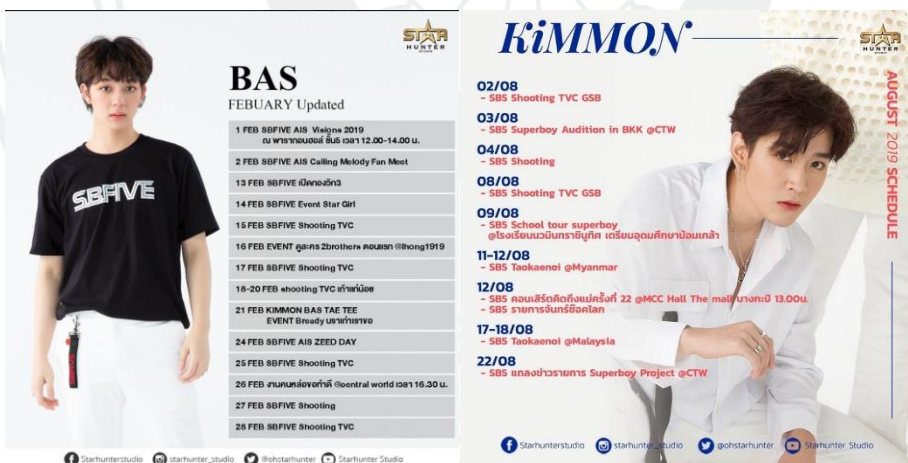 STAR
HUNTER
BAS
FEBUARY Updated
1 FEB SBFIVE AIS Visions 2019
ณ พารากอนฮอล์ ชั้น5 เวลา 12.00-14.00 น.
2 FEB SBFIVE AIS Calling Melody Fan Meet
13 FEB SBFIVE เปิดกองวิก3
14 FEB SBFIVE Event Star Girl
15 FEB SBFIVE Shooting TVC
16 FEB EVENT ดูละคร 2brothers ตอนแรก @lhong1919
17 FEB SBFIVE Shooting TVC
18-20 FEB shooting TVC เถ้าแก่น้อย
21 FEB KIMMON BAS TAE TEE
EVENT Bready
24 FEB SBFIVE AIS ZEED DAY
25 FEB SBFIVE Shooting TVC
26 FEB งานคนหล่อขอทำดี @central world เวลา 16.30 น.
27 FEB SBFIVE Shooting
28 FEB SBFIVE Shooting TVC
SBFIVE
Starhunterstudio starhunter_studio @ohstarhunter Starhunter Studio
KiMMON
STAR
HUNTER
AUGUST 2019 SCHEDULE
02/08
- SB5 Shooting TVC GSB
03/08
- SB5 Superboy Audition in BKK @CTW
04/08
- SB5 Shooting
08/08
- SB5 Shooting TVC GSB
09/08
- SB5 School tour superboy
@โรงเรียนนวมินทราชินูทิศ เตรียมอุดมศึกษาน้อมเกล้า
11-12/08
- SB5 Taokaenoi @Myanmar
12/08
- SB5 คอนเสิร์ตคิดถึงแม่ครั้งที่ 22 @MCC Hall The mall บางกะปิ 13.00น.
- SB5 รายการจันทร์ช็อคโลก
17-18/08
- SB5 Taokaenoi @Malaysia
22/08
- SB5 แถลงข่าวรายการ Superboy Project @CTW
Starhunterstudio starhunter_studio @ohstarhunter Starhunter Studio